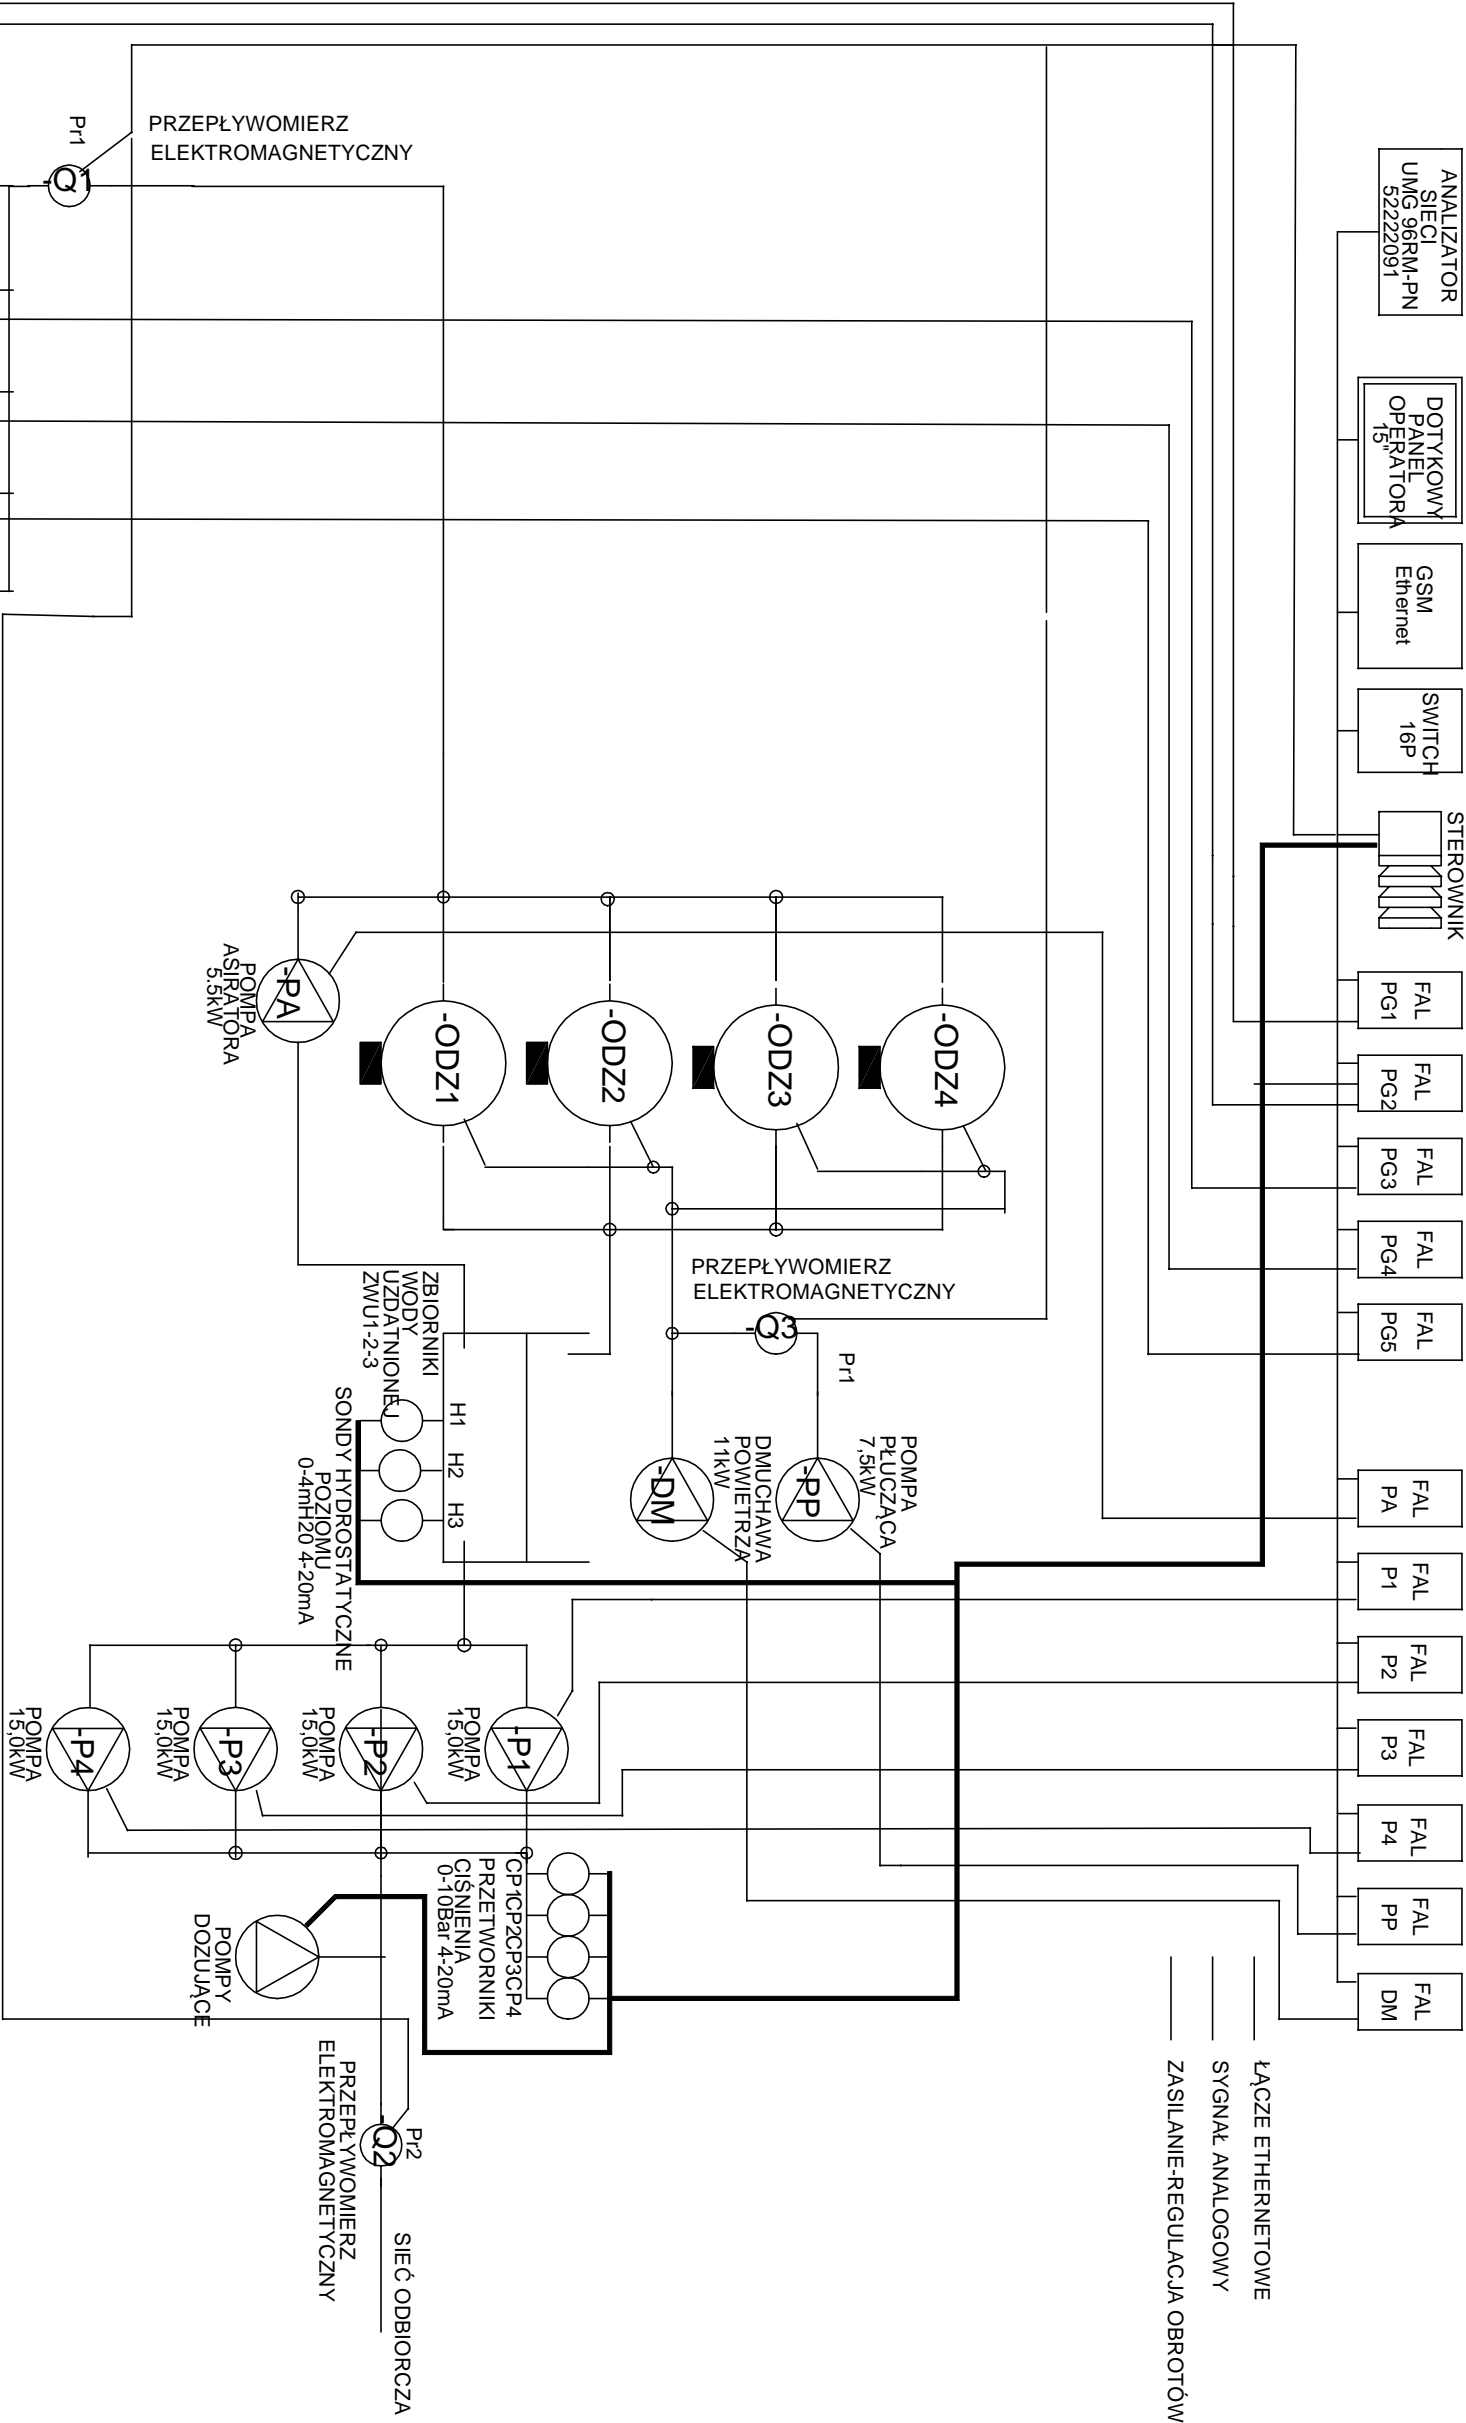 ANALIZATOR
SIECI
UMG 96RM-PN
52222091
DOTYKOWY
PANEL
OPERATORA
15"
GSM
Ethernet
SWITCH
16P
STEROWNIK
FAL
PG1
FAL
PG2
FAL
PG3
FAL
PG4
FAL
PG5
FAL
PA
FAL
P1
FAL
P2
FAL
P3
FAL
P4
FAL
PP
FAL
DM
ŁĄCZE ETHERNETOWE
SYGNAŁ ANALOGOWY
ZASILANIE-REGULACJA OBROTÓW
PRZEPŁYWOMIERZ
ELEKTROMAGNETYCZNY
Pr1
-Q1
-ODZ4
-ODZ3
-ODZ2
-ODZ1
-PA
POMPA
ASIRATORA
5.5kW
PRZEPŁYWOMIERZ
ELEKTROMAGNETYCZNY
-Q3
Pr1
POMPA
PŁUCZĄCA
7,5kW
-PP
DMUCHAWA
POWIETRZA
11kW
-DM
ZBIORNIKI
WODY
UZDATNIONEJ
ZWU1-2-3
H1
H2
H3
SONDY HYDROSTATYCZNE
POZIOMU
0-4mH20 4-20mA
-P1
POMPA
15,0kW
-P2
POMPA
15,0kW
-P3
POMPA
15,0kW
-P4
POMPA
15,0kW
CP1CP2CP3CP4
PRZETWORNIKI
CIŚNIENIA
0-10Bar 4-20mA
POMPY
DOZUJĄCE
Pr2
-Q2
PRZEPŁYWOMIERZ
ELEKTROMAGNETYCZNY
SIEĆ ODBIORCZA